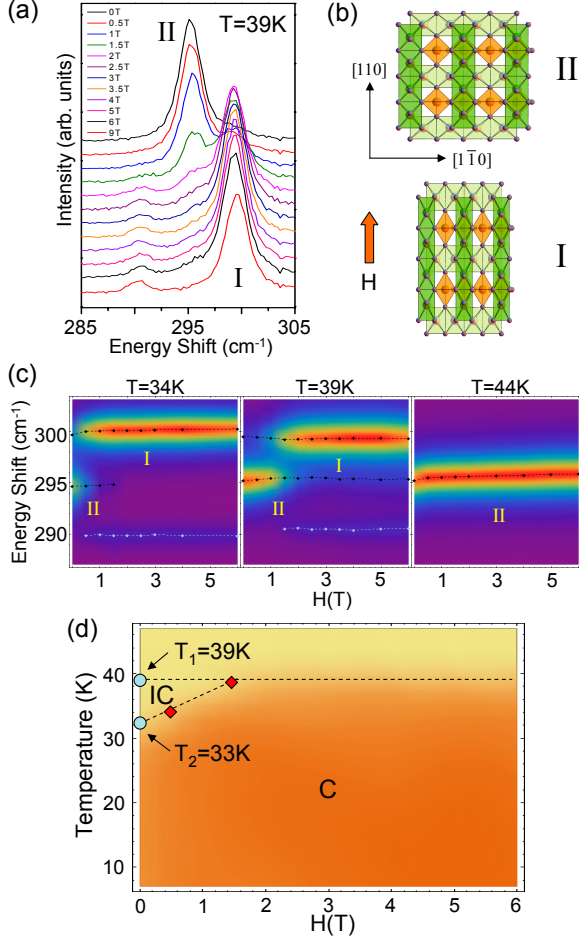 (a)
II
T=39K
0T
0.5T
1T
1.5T
2T
2.5T
3T
3.5T
4T
5T
6T
9T
I
Intensity (arb. units)
285 295 305
Energy Shift (cm⁻¹)
(b)
II
[110]
[11̅0]
H
I
(c)
T=34K T=39K T=44K
Energy Shift (cm⁻¹)
300
295
290
I
II
I
II
II
1 3 5 1 3 5 1 3 5
H(T)
(d)
Temperature (K)
50
40
30
20
10
T₁=39K
IC
T₂=33K
C
0 1 2 3 4 5 6
H(T)